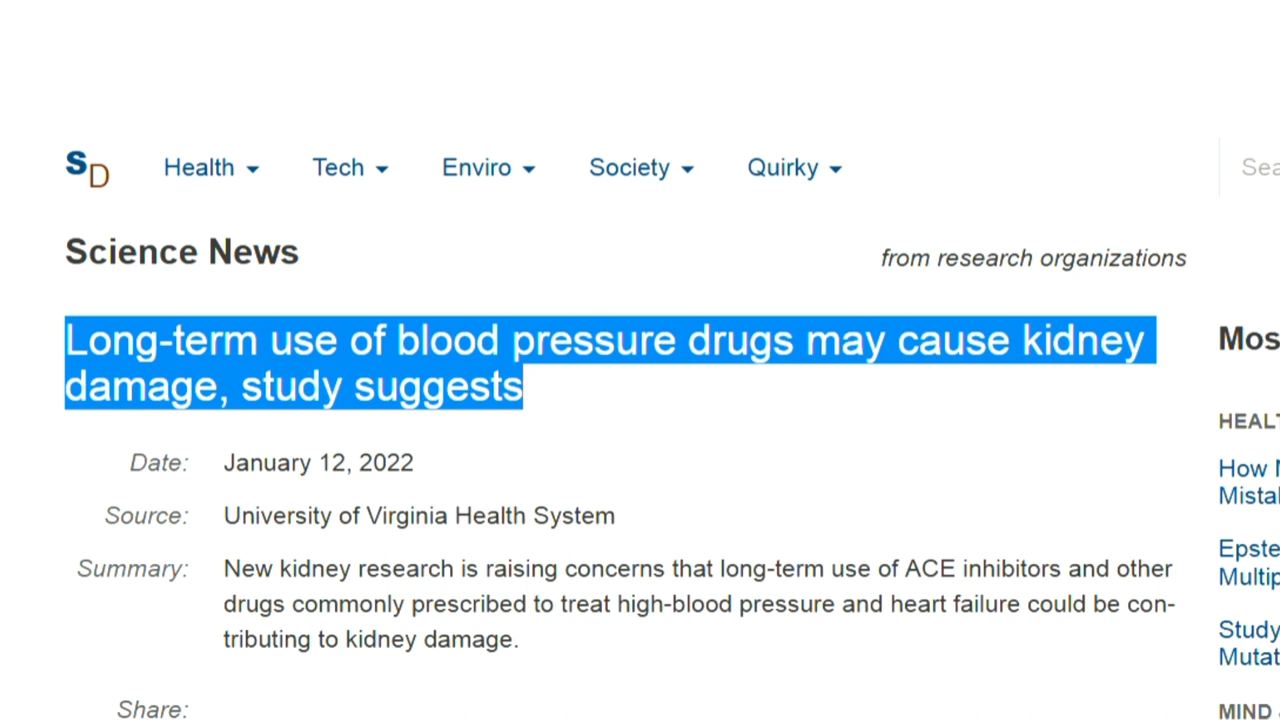 SD
Health
Tech
Enviro
Society
Quirky
Science News
from research organizations
Long-term use of blood pressure drugs may cause kidney
damage, study suggests
Date: January 12, 2022
Source: University of Virginia Health System
Summary: New kidney research is raising concerns that long-term use of ACE inhibitors and other
drugs commonly prescribed to treat high-blood pressure and heart failure could be con-
tributing to kidney damage.
Share:
How
Study
MIND